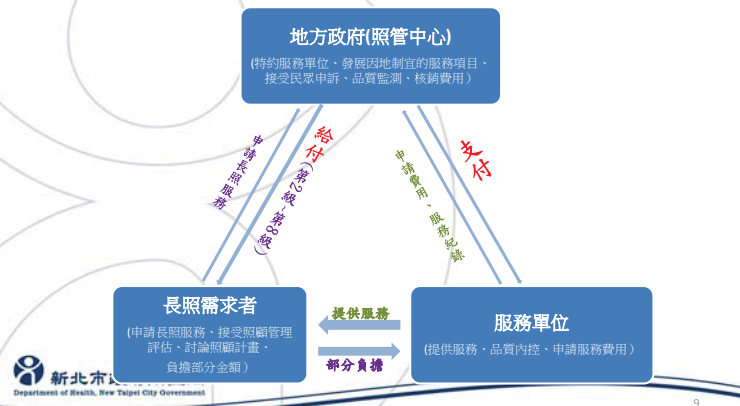 地方政府(照管中心)
(特約服務單位、發展因地制宜的服務項目、
接受民眾申訴、品質監測、核銷費用)
申請長照服務
給付(第2級~第8級)
申請費用、服務紀錄
支付
長照需求者
(申請長照服務、接受照顧管理
評估、討論照顧計畫、
負擔部分金額)
提供服務
部分負擔
服務單位
(提供服務、品質內控、申請服務費用)
新北市政
Department of Health, New Taipei City Government
9